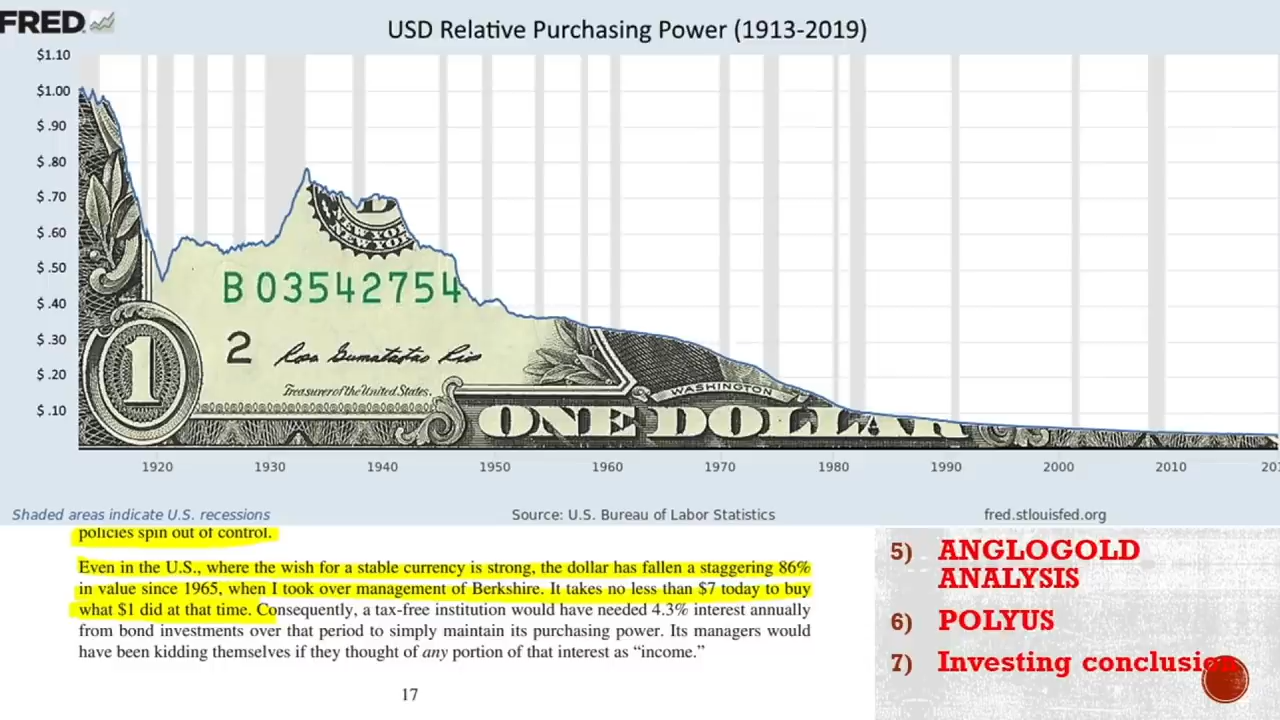 FRED
USD Relative Purchasing Power (1913-2019)
$1.10
$1.00
$ .90
$ .80
$ .70
$ .60
$ .50
$ .40
$ .30
$ .20
$ .10
NEW YO
NEW YO
B 03542754
2
Treasurer of the United States.
1
WASHINGTON
ONE DOLLAR
1920
1930
1940
1950
1960
1970
1980
1990
2000
2010
Shaded areas indicate U.S. recessions
Source: U.S. Bureau of Labor Statistics
fred.stlouisfed.org
policies spin out of control.
Even in the U.S., where the wish for a stable currency is strong, the dollar has fallen a staggering 86%
in value since 1965, when I took over management of Berkshire. It takes no less than $7 today to buy
what $1 did at that time. Consequently, a tax-free institution would have needed 4.3% interest annually
from bond investments over that period to simply maintain its purchasing power. Its managers would
have been kidding themselves if they thought of any portion of that interest as “income.”
17
5) ANGLOGOLD
ANALYSIS
6) POLYUS
7) Investing conclusion